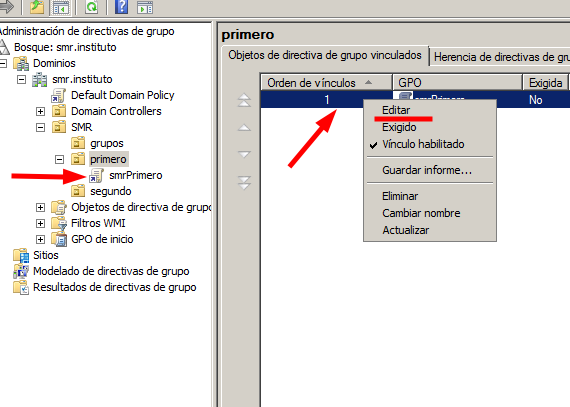 Administración de directivas de grupo
Bosque: smr.instituto
Dominios
smr.instituto
Default Domain Policy
Domain Controllers
SMR
grupos
primero
smrPrimero
segundo
Objetos de directiva de grupo
Filtros WMI
GPO de inicio
Sitios
Modelado de directivas de grupo
Resultados de directivas de grupo
primero
Objetos de directiva de grupo vinculados
Herencia de directivas de gru
Orden de vínculos GPO Exigida
1 smrPrimero No
Editar
Exigido
Vínculo habilitado
Guardar informe...
Eliminar
Cambiar nombre
Actualizar